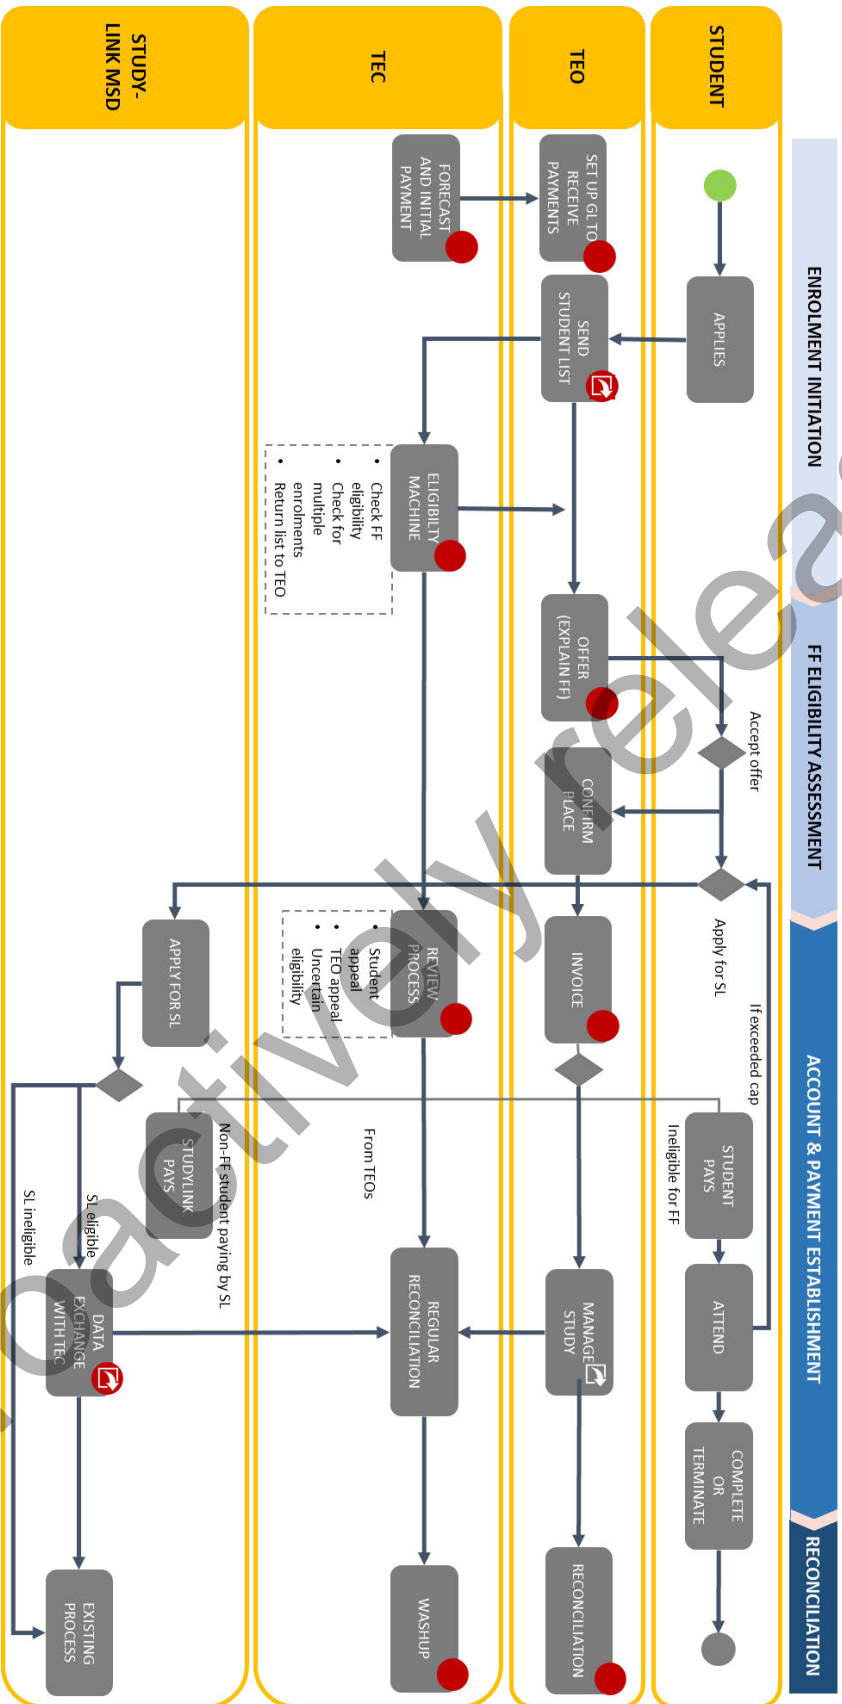 ENROLMENT INITIATION
FF ELIGIBILITY ASSESSMENT
ACCOUNT & PAYMENT ESTABLISHMENT
RECONCILIATION
STUDENT
APPLIES
Accept offer
Apply for SL
If exceeded cap
STUDENT
PAYS
Ineligible for FF
ATTEND
COMPLETE
OR
TERMINATE
TEO
SET UP GL TO
RECEIVE
PAYMENTS
SEND
STUDENT LIST
OFFER
(EXPLAIN FF)
CONFIRM
PLACE
INVOICE
MANAGE
STUDY
RECONCILIATION
TEC
FORECAST
AND INITIAL
PAYMENT
ELIGIBILTY
MACHINE
• Check FF
eligibility
• Check for
multiple
enrolments
• Return list to TEO
REVIEW
PROCESS
• Student
appeal
• TEO appeal
• Uncertain
eligibility
From TEOs
REGULAR
RECONCILIATION
WASHUP
STUDY-
LINK MSD
APPLY FOR SL
Non-FF student paying by SL
STUDYLINK
PAYS
SL eligible
SL ineligible
DATA
EXCHANGE
WITH TEC
EXISTING
PROCESS
oactively relea